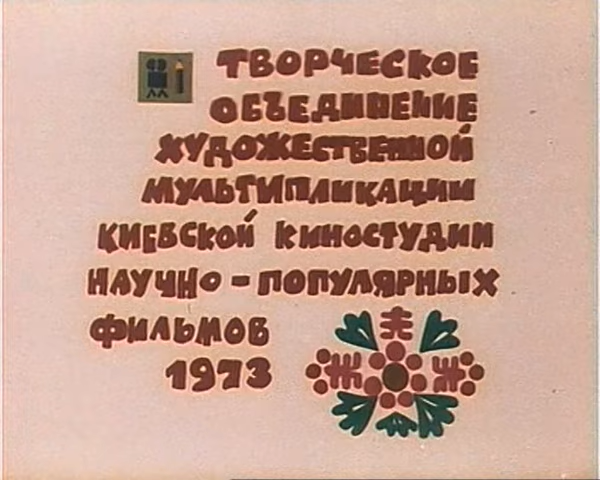 ТВОРЧЕСКОЕ
ОБЪЕДИНЕНИЕ
ХУДОЖЕСТВЕННОЙ
МУЛЬТИПЛИКАЦИИ
КИЕВСКОЙ КИНОСТУДИИ
НАУЧНО - ПОПУЛЯРНЫХ
ФИЛЬМОВ
1973